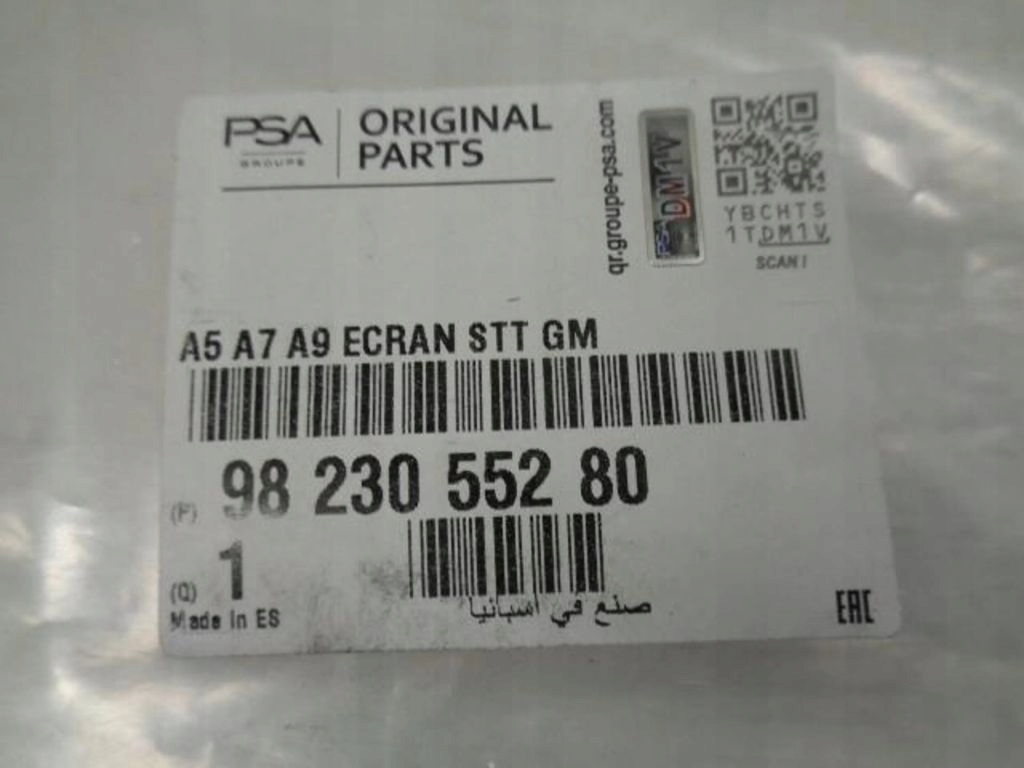 PSA
GROUPE
ORIGINAL
PARTS
qr.groupe-psa.com
PSA DM1V
YBCHTS
1TDM1V
SCAN!
A5 A7 A9 ECRAN STT GM
(P) 98 230 552 80
(Q) 1
Made in ES
صنع في اسبانيا
EAC